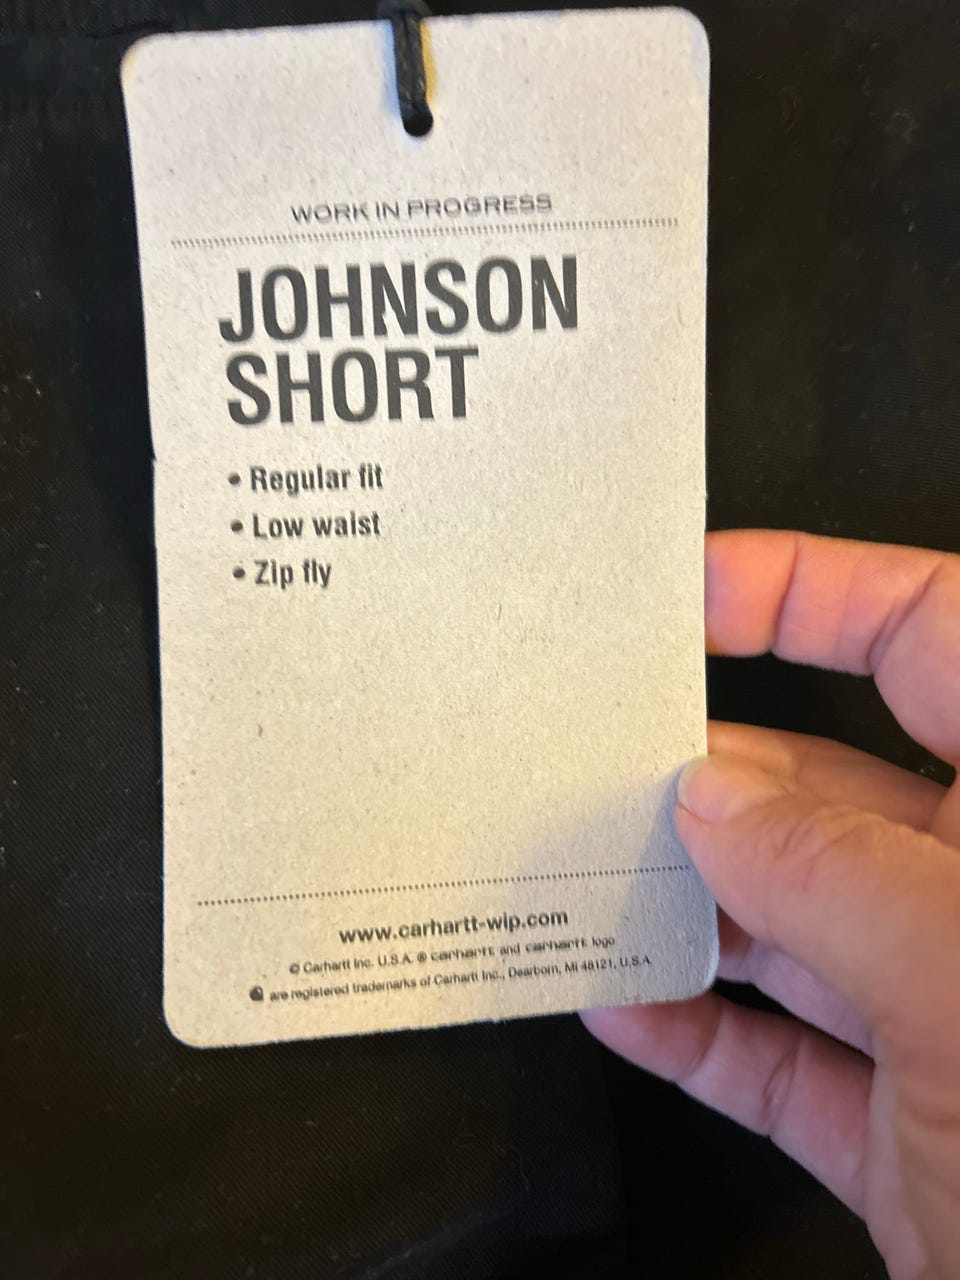 WORK IN PROGRESS
JOHNSON
SHORT
• Regular fit
• Low waist
• Zip fly
www.carhartt-wip.com
© Carhartt Inc. U.S.A. ® carhartt and carhartt logo
are registered trademarks of Carhartt Inc., Dearborn, MI 48121, U.S.A.